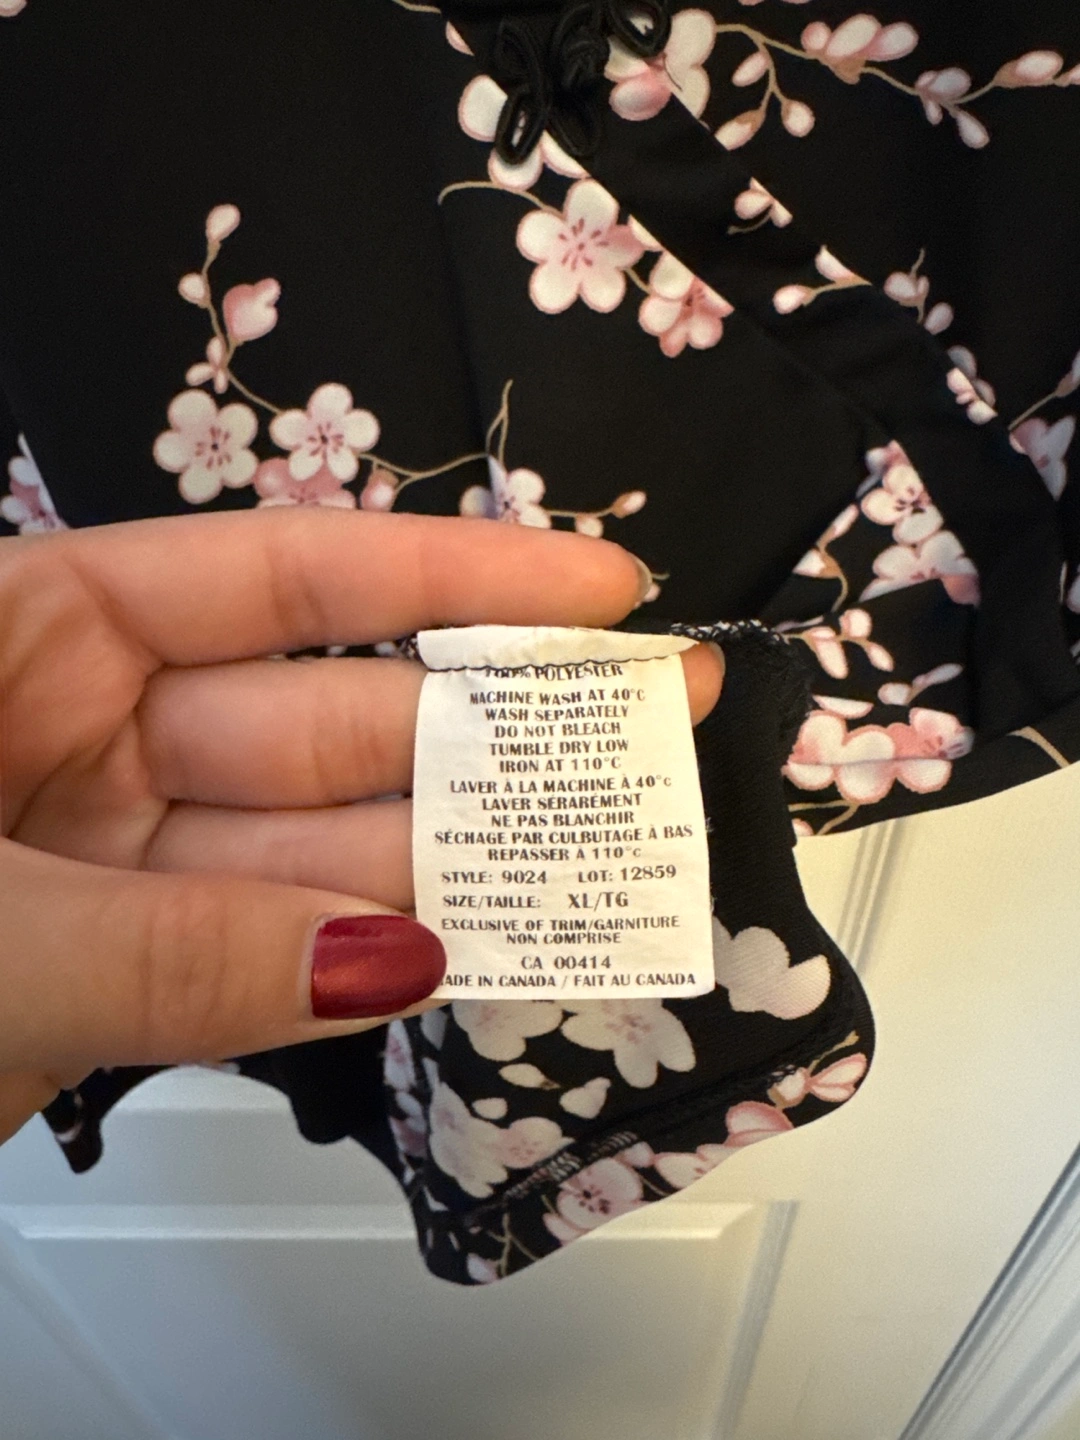 100% POLYESTER
MACHINE WASH AT 40°C
WASH SEPARATELY
DO NOT BLEACH
TUMBLE DRY LOW
IRON AT 110°C
LAVER À LA MACHINE À 40°C
LAVER SÉRARÉMENT
NE PAS BLANCHIR
SÉCHAGE PAR CULBUTAGE À BAS
REPASSER À 110°C
STYLE: 9024 LOT: 12859
SIZE/TAILLE: XL/TG
EXCLUSIVE OF TRIM/GARNITURE
NON COMPRISE
CA 00414
ADE IN CANADA / FAIT AU CANADA